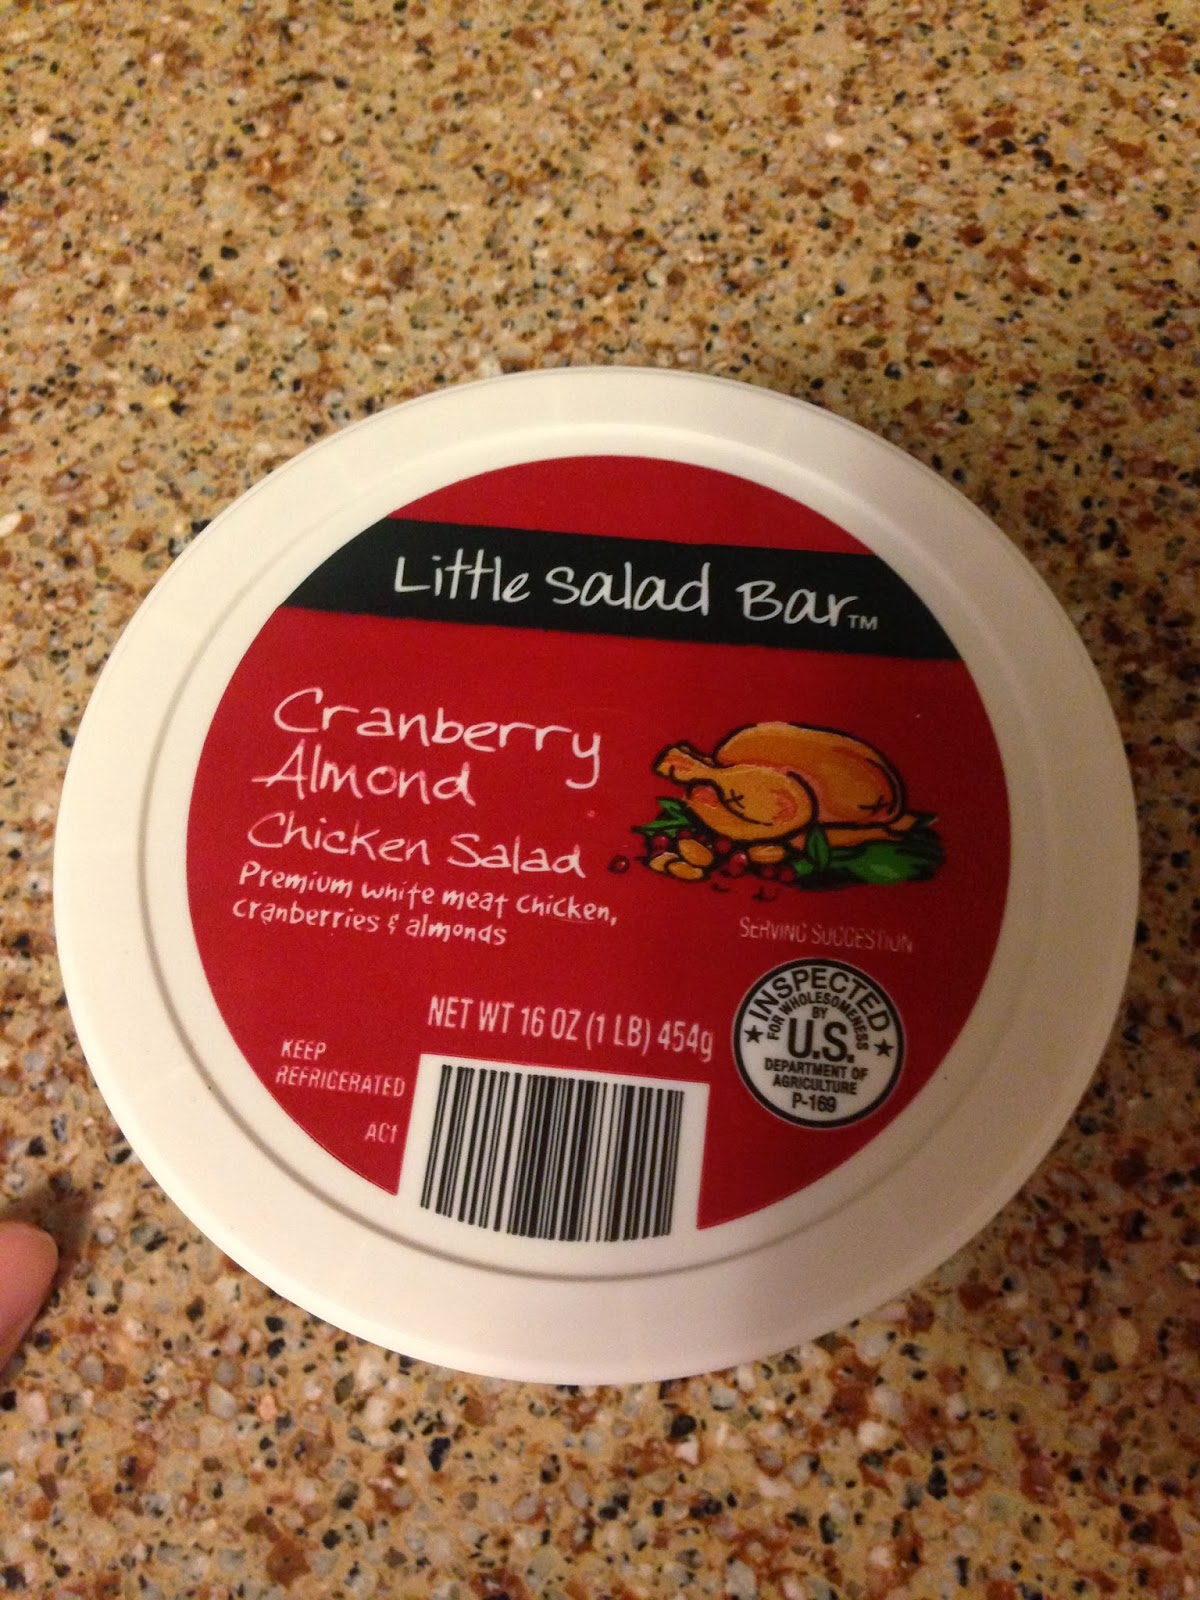 Little Salad Bar™
Cranberry
Almond
Chicken Salad
Premium white meat chicken,
cranberries & almonds
SERVING SUGGESTION
NET WT 16 OZ (1 LB) 454g
KEEP
REFRIGERATED
AC1
INSPECTED
FOR WHOLESOMENESS
BY
U.S.
DEPARTMENT OF
AGRICULTURE
P-169